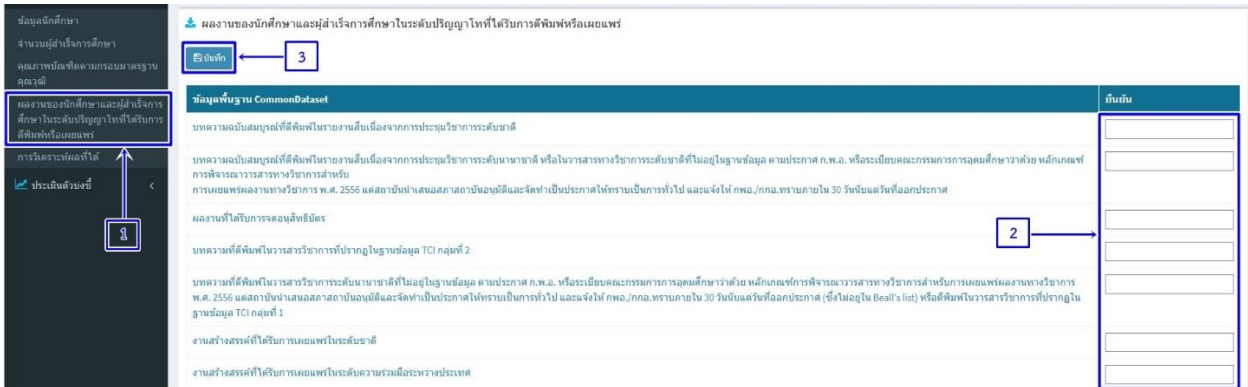 ข้อมูลนักศึกษา
จำนวนผู้สำเร็จการศึกษา
คุณภาพบัณฑิตตามกรอบมาตรฐาน
คุณวุฒิ
ผลงานของนักศึกษาและผู้สำเร็จการ
ศึกษาในระดับปริญญาโทที่ได้รับการ
ตีพิมพ์หรือเผยแพร่
การวิเคราะห์ผลที่ได้
ประเมินตัวบ่งชี้ <
1
ผลงานของนักศึกษาและผู้สำเร็จการศึกษาในระดับปริญญาโทที่ได้รับการตีพิมพ์หรือเผยแพร่
บันทึก
3
ข้อมูลพื้นฐาน CommonDataset ยืนยัน
บทความฉบับสมบูรณ์ที่ตีพิมพ์ในรายงานสืบเนื่องจากการประชุมวิชาการระดับชาติ
บทความฉบับสมบูรณ์ที่ตีพิมพ์ในรายงานสืบเนื่องจากการประชุมวิชาการระดับนานาชาติ หรือในวารสารทางวิชาการระดับชาติที่ไม่อยู่ในฐานข้อมูล ตามประกาศ ก.พ.อ. หรือระเบียบคณะกรรมการการอุดมศึกษาว่าด้วย หลักเกณฑ์
การพิจารณาวารสารทางวิชาการสำหรับ
การเผยแพร่ผลงานทางวิชาการ พ.ศ. 2556 แต่สถาบันนำเสนอสภาสถาบันอนุมัติและจัดทำเป็นประกาศให้ทราบเป็นการทั่วไป และแจ้งให้ กพอ./กกอ.ทราบภายใน 30 วันนับแต่วันที่ออกประกาศ
ผลงานที่ได้รับการจดอนุสิทธิบัตร
2
บทความที่ตีพิมพ์ในวารสารวิชาการที่ปรากฏในฐานข้อมูล TCI กลุ่มที่ 2
บทความที่ตีพิมพ์ในวารสารวิชาการระดับนานาชาติที่ไม่อยู่ในฐานข้อมูล ตามประกาศ ก.พ.อ. หรือระเบียบคณะกรรมการการอุดมศึกษาว่าด้วย หลักเกณฑ์การพิจารณาวารสารทางวิชาการสำหรับการเผยแพร่ผลงานทางวิชาการ
พ.ศ. 2556 แต่สถาบันนำเสนอสภาสถาบันอนุมัติและจัดทำเป็นประกาศให้ทราบเป็นการทั่วไป และแจ้งให้ กพอ./กกอ.ทราบภายใน 30 วันนับแต่วันที่ออกประกาศ (ซึ่งไม่อยู่ใน Beall's list) หรือตีพิมพ์ในวารสารวิชาการที่ปรากฏใน
ฐานข้อมูล TCI กลุ่มที่ 1
งานสร้างสรรค์ที่ได้รับการเผยแพร่ในระดับชาติ
งานสร้างสรรค์ที่ได้รับการเผยแพร่ในระดับความร่วมมือระหว่างประเทศ